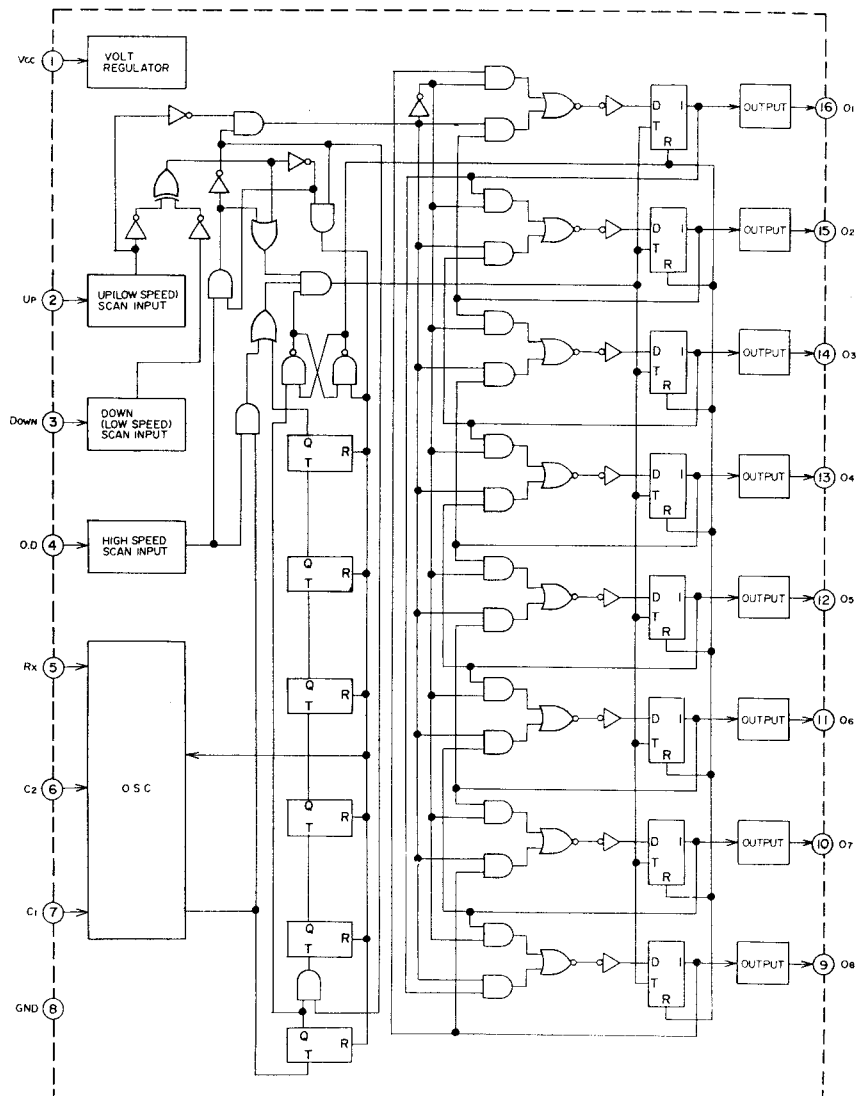 VCC 1
VOLT
REGULATOR
UP 2
UP(LOW SPEED)
SCAN INPUT
DOWN 3
DOWN
(LOW SPEED)
SCAN INPUT
O.D 4
HIGH SPEED
SCAN INPUT
RX 5
C2 6
OSC
C1 7
GND 8
Q
T
R
Q
T
R
Q
T
R
Q
T
R
Q
T
R
Q
T
R
D I
T
R
OUTPUT
16 O1
D I
T
R
OUTPUT
15 O2
D I
T
R
OUTPUT
14 O3
D I
T
R
OUTPUT
13 O4
D I
T
R
OUTPUT
12 O5
D I
T
R
OUTPUT
11 O6
D I
T
R
OUTPUT
10 O7
D I
T
R
OUTPUT
9 O8